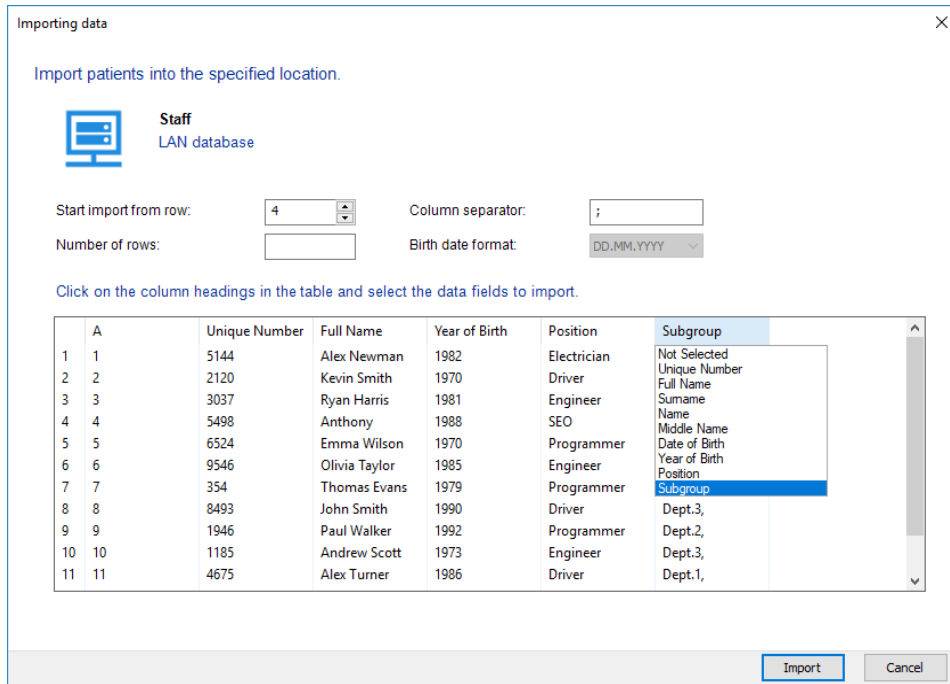 Importing data
Import patients into the specified location.
Staff
LAN database
Start import from row: 4 Column separator: ;
Number of rows: Birth date format: DD.MM.YYYY
Click on the column headings in the table and select the data fields to import.
A Unique Number Full Name Year of Birth Position Subgroup
1 1 5144 Alex Newman 1982 Electrician
2 2 2120 Kevin Smith 1970 Driver
3 3 3037 Ryan Harris 1981 Engineer
4 4 5498 Anthony 1988 SEO
5 5 6524 Emma Wilson 1970 Programmer
6 6 9546 Olivia Taylor 1985 Engineer
7 7 354 Thomas Evans 1979 Programmer
Not Selected
Unique Number
Full Name
Surname
Name
Middle Name
Date of Birth
Year of Birth
Position
Subgroup
8 8 8493 John Smith 1990 Driver Dept.3,
9 9 1946 Paul Walker 1992 Programmer Dept.2,
10 10 1185 Andrew Scott 1973 Engineer Dept.3,
11 11 4675 Alex Turner 1986 Driver Dept.1,
Import Cancel